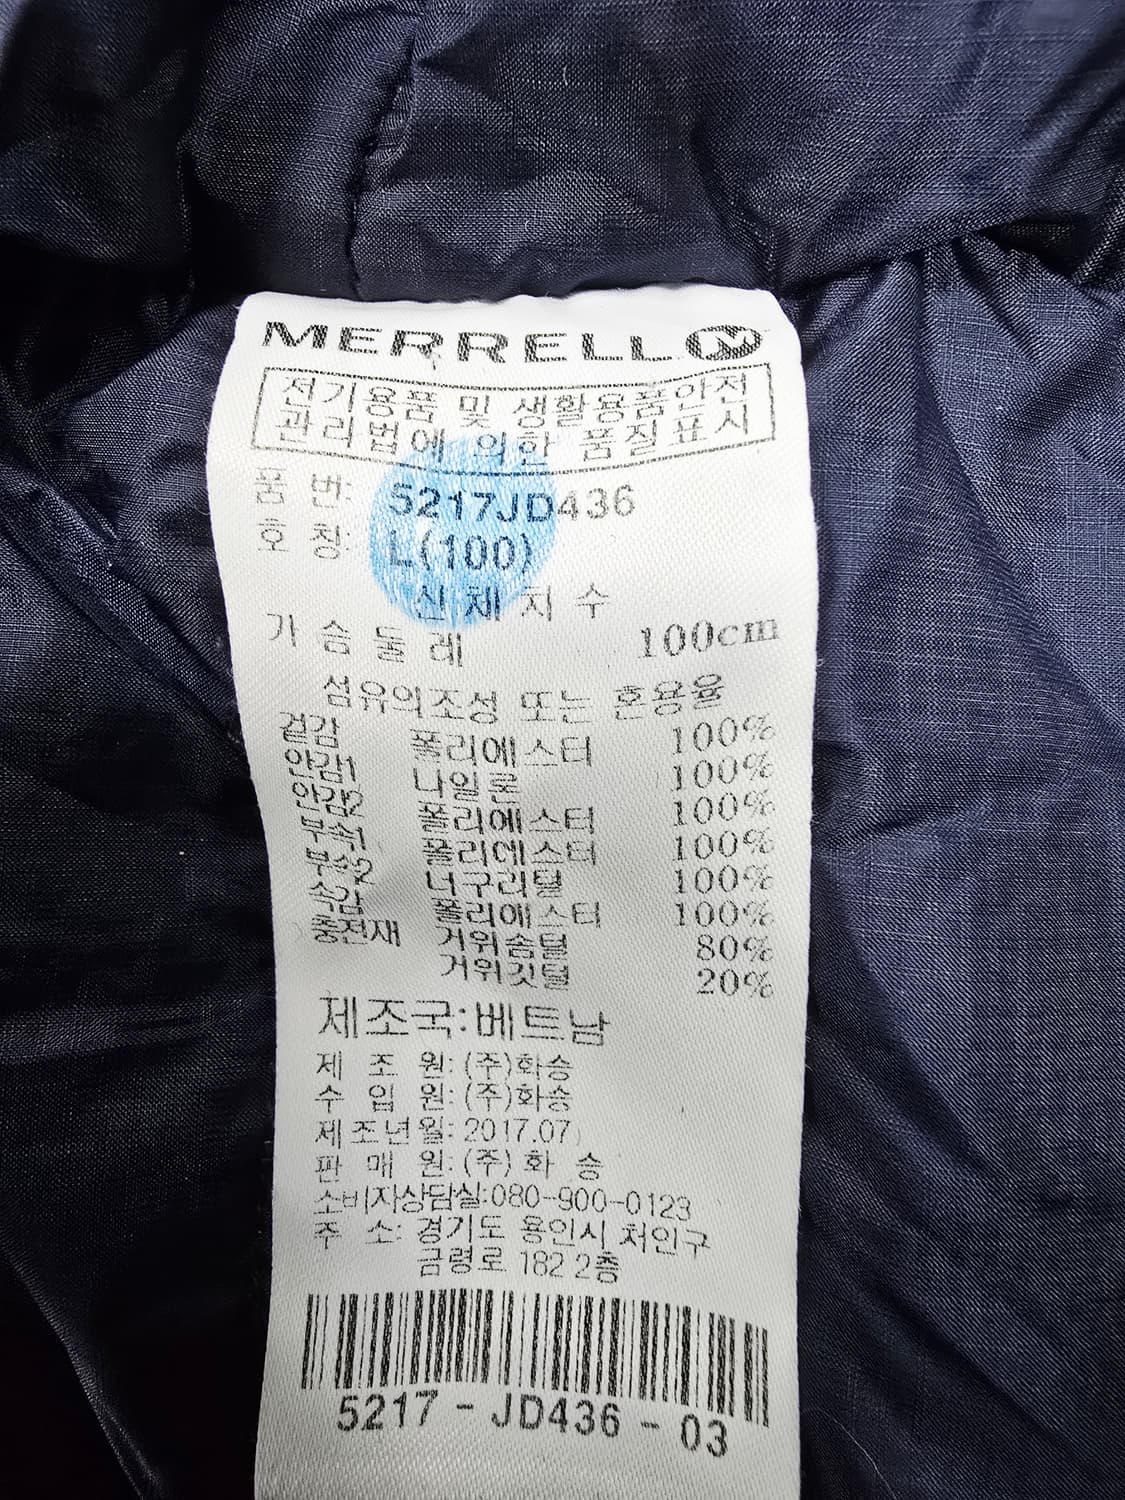 MERRELL
전기용품 및 생활용품안전
관리법에 의한 품질표시
품 번: 5217JD436
호 칭: L(100)
신체 치수
가 슴 둘 레 100cm
섬유의조성 또는 혼용율
겉감 폴리에스터 100%
안감1 나일론 100%
안감2 폴리에스터 100%
부속1 폴리에스터 100%
부속2 너구리털 100%
속감 폴리에스터 100%
충전재 거위솜털 80%
거위깃털 20%
제조국:베트남
제 조 원: (주)화승
수 입 원: (주)화승
제조년월: 2017.07
판 매 원: (주) 화 승
소비자상담실:080-900-0123
주 소: 경기도 용인시 처인구
금령로 182 2층
5217 - JD436 - 03